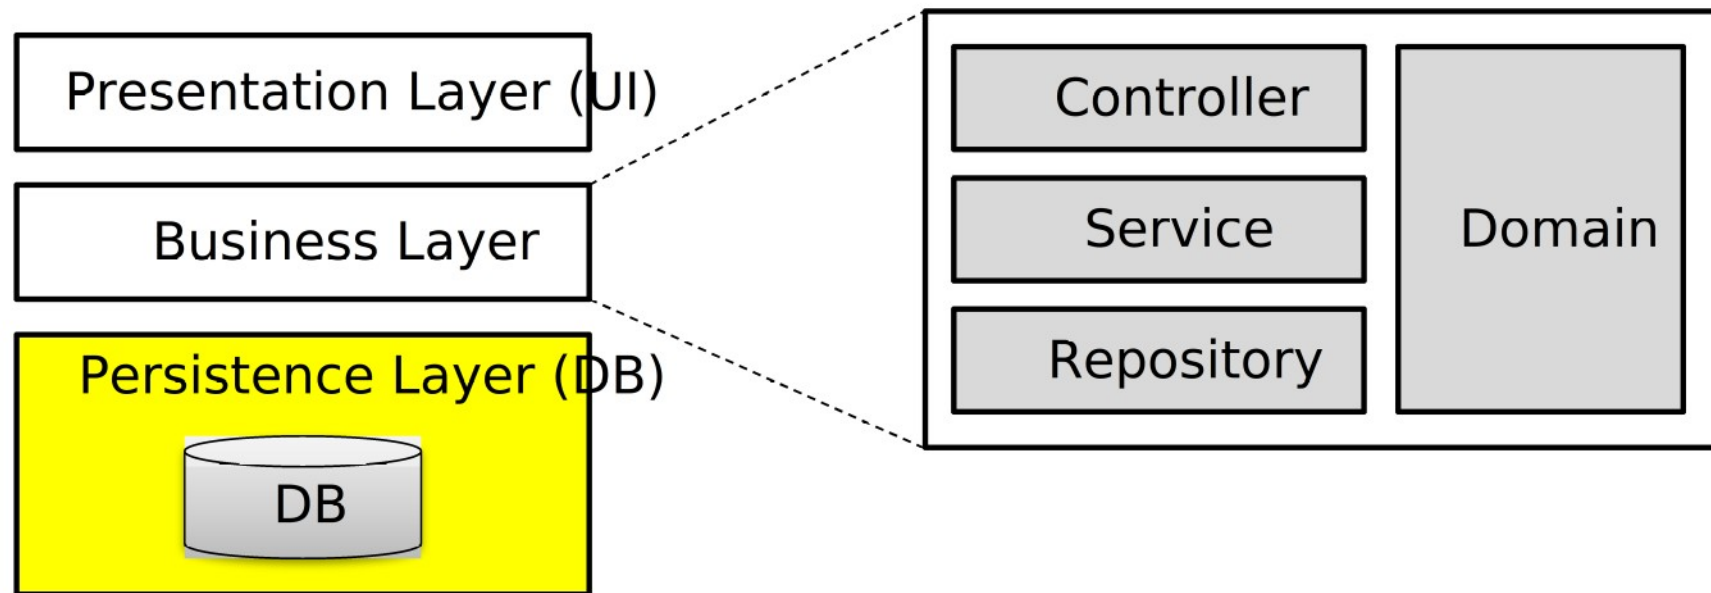 Presentation Layer (UI)
Business Layer
Persistence Layer (DB)
DB
Controller
Service
Repository
Domain